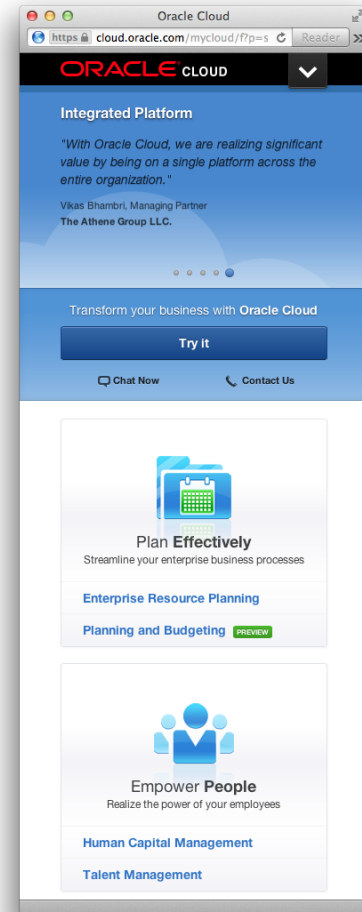 Oracle Cloud
https cloud.oracle.com/mycloud/f?p=s Reader
ORACLE CLOUD
Integrated Platform
"With Oracle Cloud, we are realizing significant
value by being on a single platform across the
entire organization."
Vikas Bhambri, Managing Partner
The Athene Group LLC.
Transform your business with Oracle Cloud
Try it
Chat Now Contact Us
Plan Effectively
Streamline your enterprise business processes
Enterprise Resource Planning
Planning and Budgeting PREVIEW
Empower People
Realize the power of your employees
Human Capital Management
Talent Management